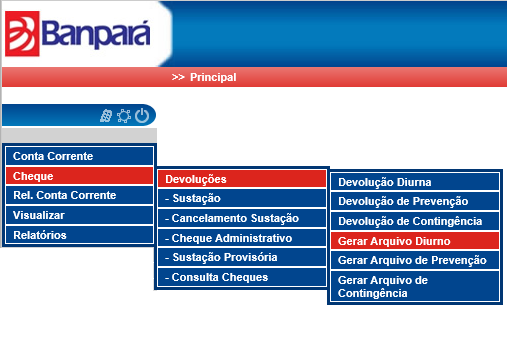 Banpará
>> Principal
Conta Corrente
Cheque
Rel. Conta Corrente
Visualizar
Relatórios
Devoluções
- Sustação
- Cancelamento Sustação
- Cheque Administrativo
- Sustação Provisória
- Consulta Cheques
Devolução Diurna
Devolução de Prevenção
Devolução de Contingência
Gerar Arquivo Diurno
Gerar Arquivo de Prevenção
Gerar Arquivo de
Contingência